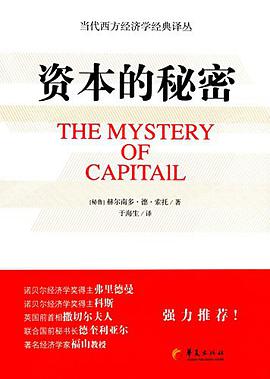 当代西方经济学经典译丛
资本的秘密
THE MYSTERY
OF
CAPITAIL
[秘鲁] 赫尔南多·德·索托／著
于海生／译
诺贝尔经济学奖得主弗里德曼
诺贝尔经济学奖得主科斯
英国前首相撒切尔夫人
联合国前秘书长德奎利亚尔
著名经济学家福山教授
强力推荐！
华夏出版社